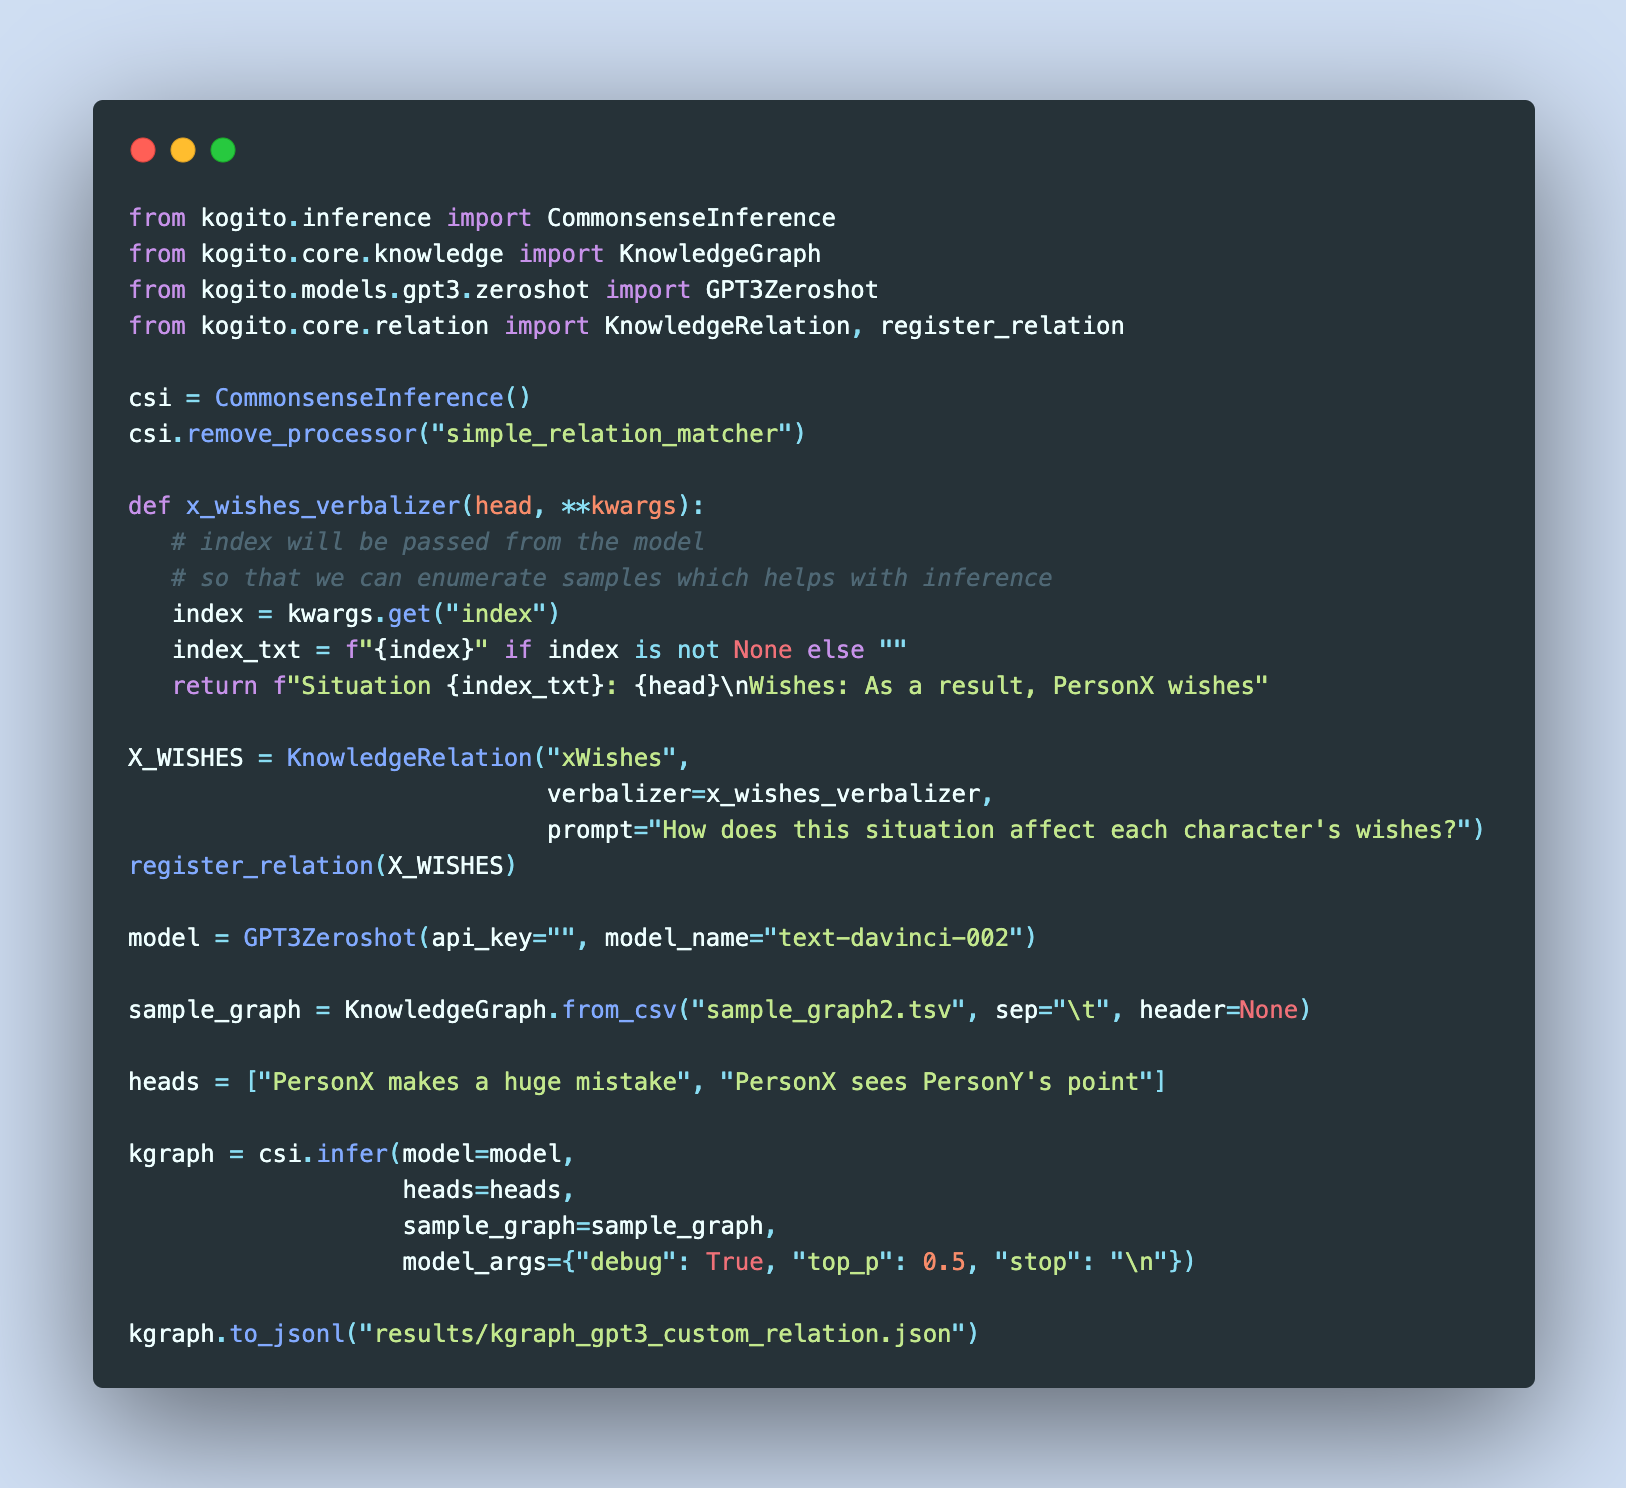 from kogito.inference import CommonsenseInference
from kogito.core.knowledge import KnowledgeGraph
from kogito.models.gpt3.zeroshot import GPT3Zeroshot
from kogito.core.relation import KnowledgeRelation, register_relation

csi = CommonsenseInference()
csi.remove_processor("simple_relation_matcher")

def x_wishes_verbalizer(head, **kwargs):
   # index will be passed from the model
   # so that we can enumerate samples which helps with inference
   index = kwargs.get("index")
   index_txt = f"{index}" if index is not None else ""
   return f"Situation {index_txt}: {head}\nWishes: As a result, PersonX wishes"

X_WISHES = KnowledgeRelation("xWishes",
                             verbalizer=x_wishes_verbalizer,
                             prompt="How does this situation affect each character's wishes?")
register_relation(X_WISHES)

model = GPT3Zeroshot(api_key="", model_name="text-davinci-002")

sample_graph = KnowledgeGraph.from_csv("sample_graph2.tsv", sep="\t", header=None)

heads = ["PersonX makes a huge mistake", "PersonX sees PersonY's point"]

kgraph = csi.infer(model=model,
                   heads=heads,
                   sample_graph=sample_graph,
                   model_args={"debug": True, "top_p": 0.5, "stop": "\n"})

kgraph.to_jsonl("results/kgraph_gpt3_custom_relation.json")